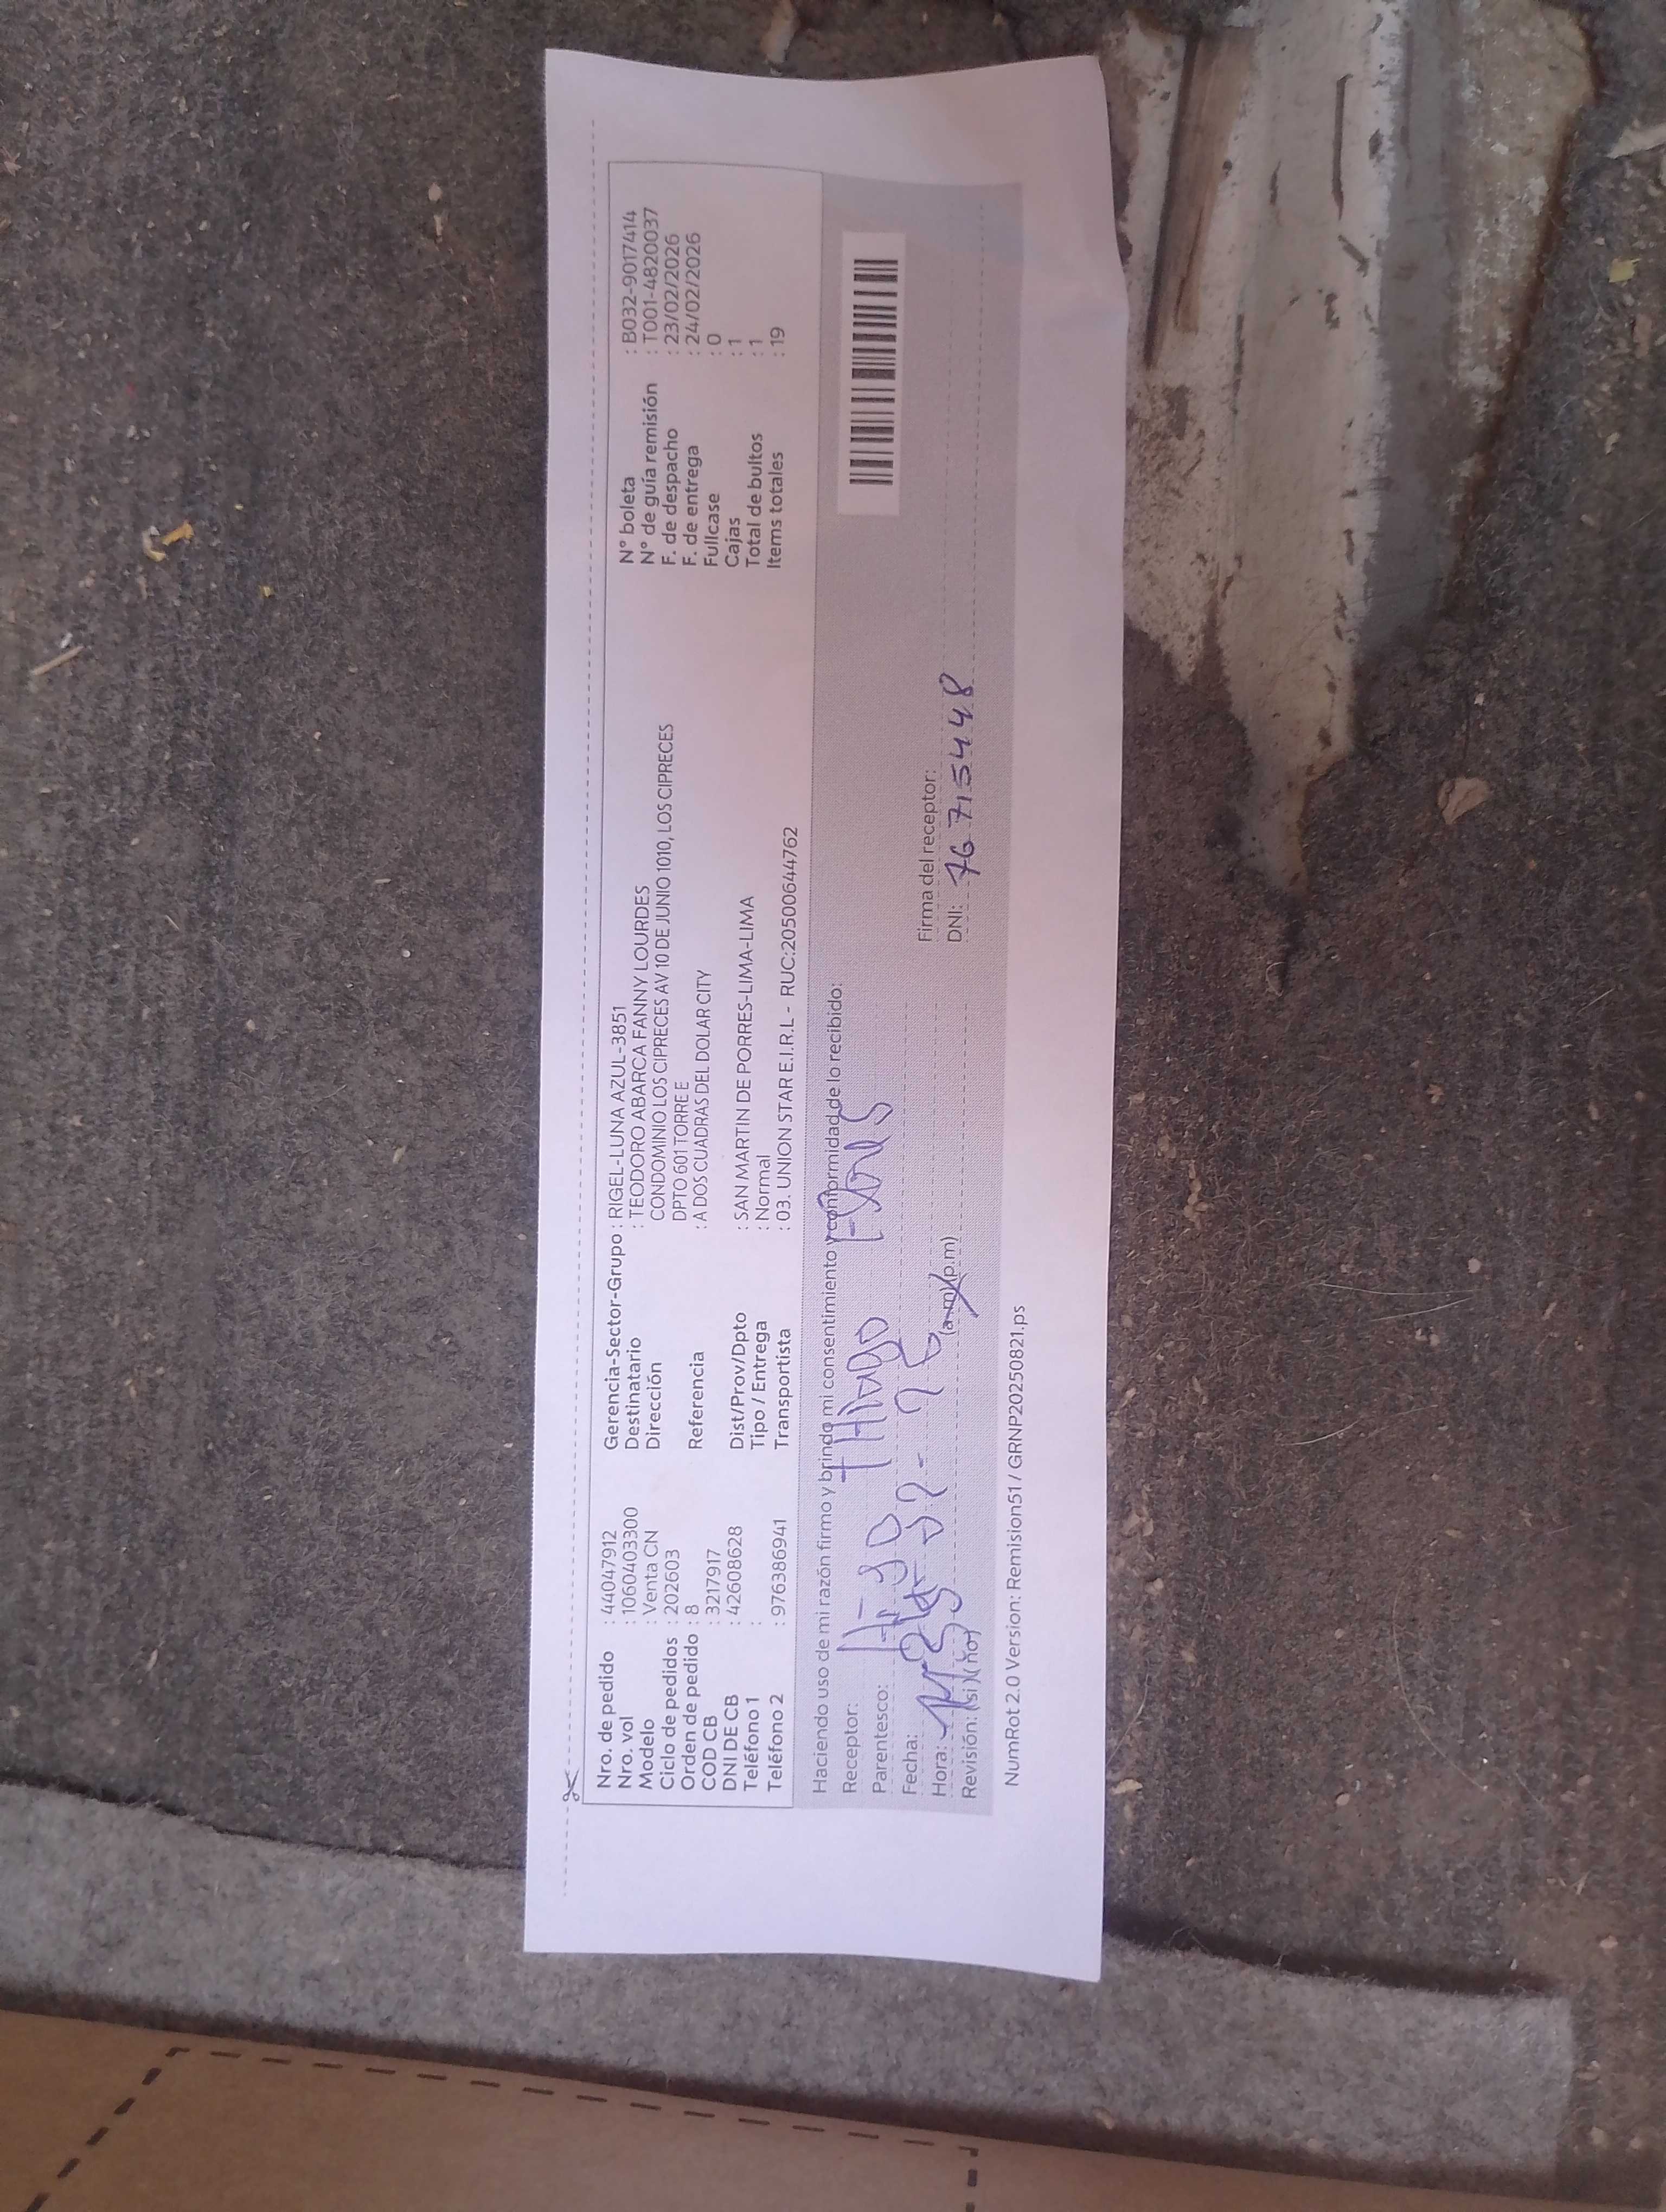 Nro. de pedido : 44047912
Nro. vol : 1060403300
Modelo : Venta CN
Ciclo de pedidos : 202603
Orden de pedido : 8
COD CB : 3217917
DNI DE CB : 42608628
Teléfono 1 :
Teléfono 2 : 976386941
Gerencia-Sector-Grupo : RIGEL-LUNA AZUL-3851
Destinatario : TEODORO ABARCA FANNY LOURDES
Dirección CONDOMINIO LOS CIPRECES AV 10 DE JUNIO 1010, LOS CIPRECES
DPTO 601 TORRE E
Referencia : A DOS CUADRAS DEL DOLAR CITY
Dist/Prov/Dpto : SAN MARTIN DE PORRES-LIMA-LIMA
Tipo / Entrega : Normal
Transportista : 03. UNION STAR E.I.R.L - RUC:20500644762
N° boleta : B032-9017414
N° de guía remisión : T001-4820037
F. de despacho : 23/02/2026
F. de entrega : 24/02/2026
Fullcase : 0
Cajas : 1
Total de bultos : 1
Items totales : 19
Haciendo uso de mi razón firmo y brindo mi consentimiento y conformidad de lo recibido:
Receptor: THiago Flores
Parentesco: Hijo
Fecha: 02-26
Hora: (a.m)(p.m)
Revisión: (si)(no)
Firma del receptor:
DNI: 76715448
NumRot 2.0 Version: Remision51 / GRNP20250821.ps